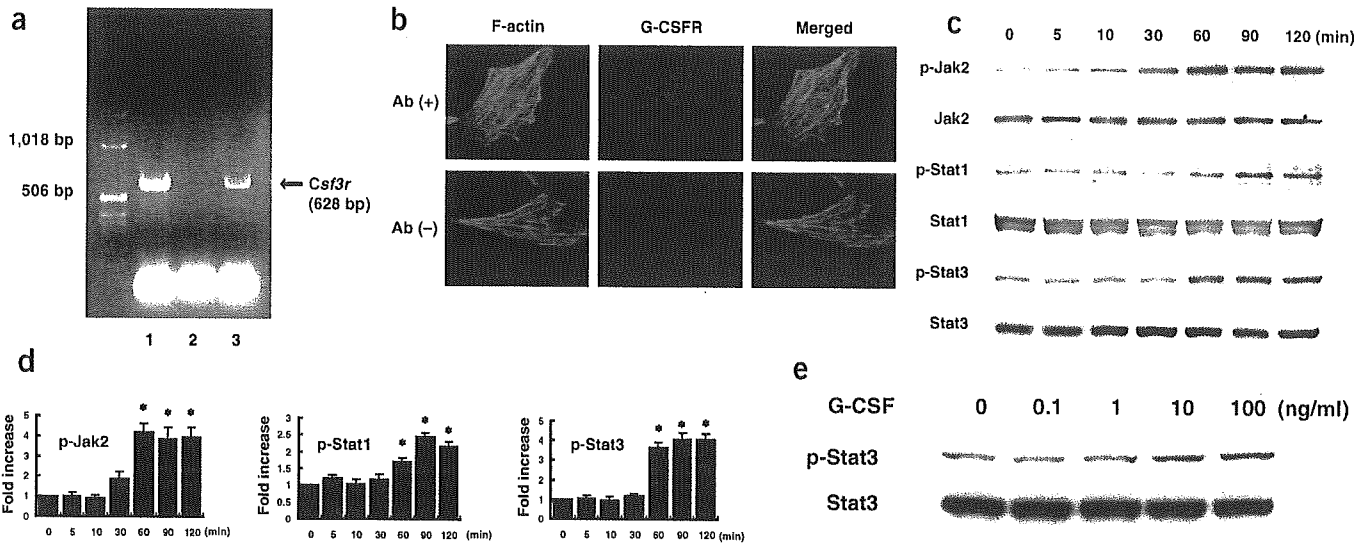 a
1,018 bp
506 bp
← Csf3r
(628 bp)
1 2 3
b
F-actin G-CSFR Merged
Ab (+)
Ab (−)
c
0 5 10 30 60 90 120 (min)
p-Jak2
Jak2
p-Stat1
Stat1
p-Stat3
Stat3
d
Fold increase
5
4
3
2
1
0
p-Jak2
* * *
0 5 10 30 60 90 120 (min)
Fold increase
3
2.5
2
1.5
1
0.5
0
p-Stat1
* * *
0 5 10 30 60 90 120 (min)
Fold increase
5
4
3
2
1
0
p-Stat3
* * *
0 5 10 30 60 90 120 (min)
e
G-CSF 0 0.1 1 10 100 (ng/ml)
p-Stat3
Stat3